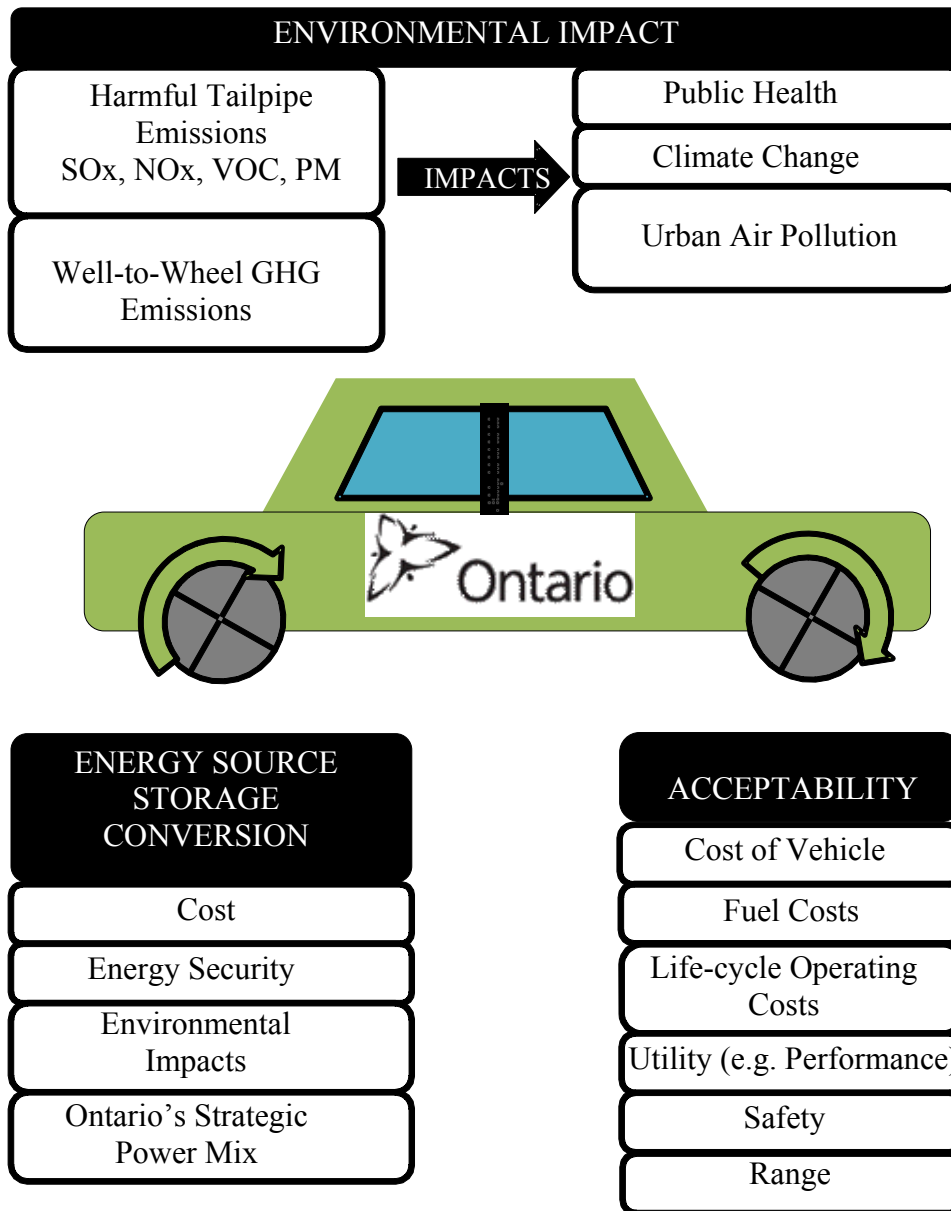 ENVIRONMENTAL IMPACT
Harmful Tailpipe
Emissions
SOx, NOx, VOC, PM
Well-to-Wheel GHG
Emissions
IMPACTS
Public Health
Climate Change
Urban Air Pollution
Ontario
ENERGY SOURCE
STORAGE
CONVERSION
Cost
Energy Security
Environmental
Impacts
Ontario’s Strategic
Power Mix
ACCEPTABILITY
Cost of Vehicle
Fuel Costs
Life-cycle Operating
Costs
Utility (e.g. Performance)
Safety
Range